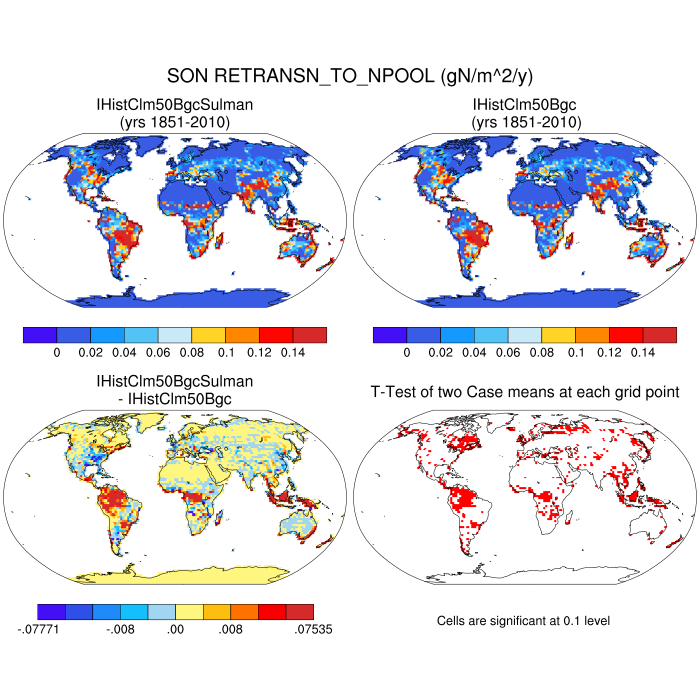 SON RETRANSN_TO_NPOOL (gN/m^2/y)
IHistClm50BgcSulman
(yrs 1851-2010)
IHistClm50Bgc
(yrs 1851-2010)
0 0.02 0.04 0.06 0.08 0.1 0.12 0.14
0 0.02 0.04 0.06 0.08 0.1 0.12 0.14
IHistClm50BgcSulman
- IHistClm50Bgc
T-Test of two Case means at each grid point
-.07771 -.008 .00 .008 .07535
Cells are significant at 0.1 level